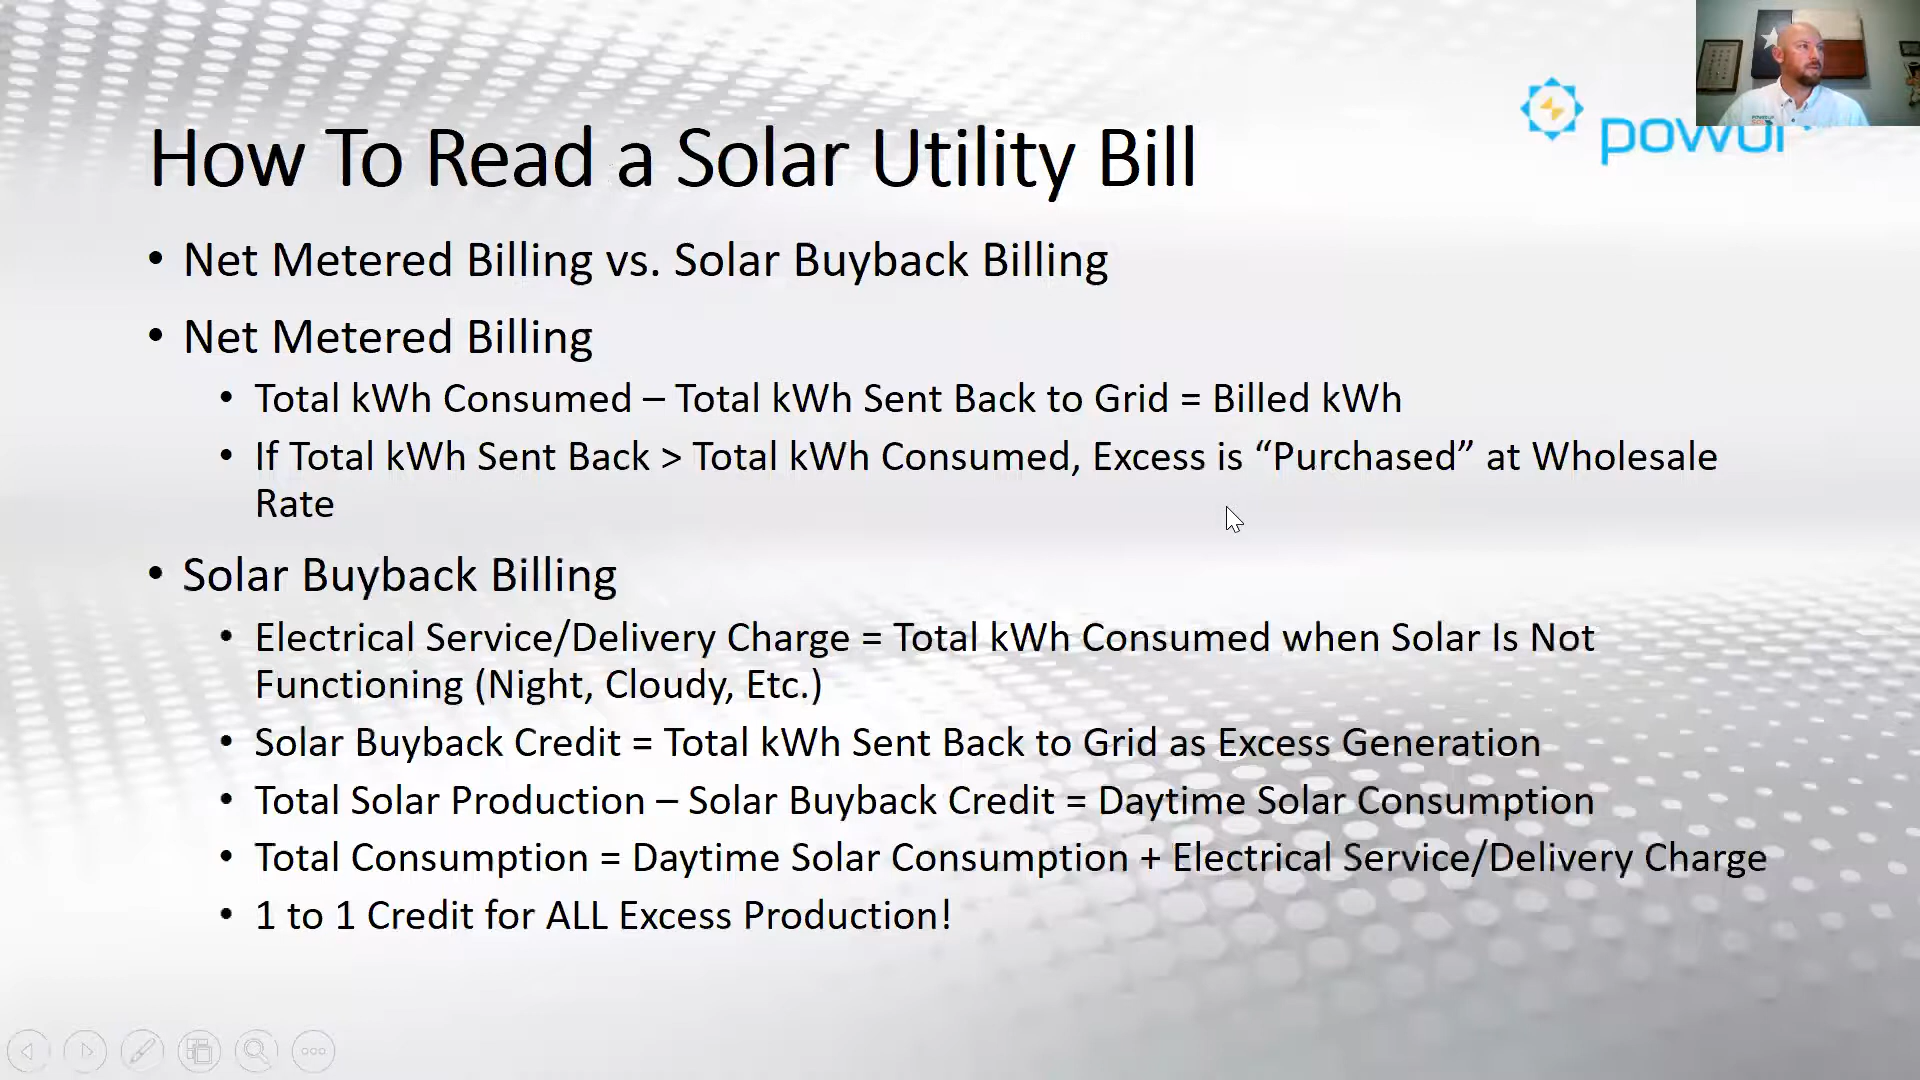 How To Read a Solar Utility Bill
• Net Metered Billing vs. Solar Buyback Billing
• Net Metered Billing
• Total kWh Consumed – Total kWh Sent Back to Grid = Billed kWh
• If Total kWh Sent Back > Total kWh Consumed, Excess is “Purchased” at Wholesale
Rate
• Solar Buyback Billing
• Electrical Service/Delivery Charge = Total kWh Consumed when Solar Is Not
Functioning (Night, Cloudy, Etc.)
• Solar Buyback Credit = Total kWh Sent Back to Grid as Excess Generation
• Total Solar Production – Solar Buyback Credit = Daytime Solar Consumption
• Total Consumption = Daytime Solar Consumption + Electrical Service/Delivery Charge
• 1 to 1 Credit for ALL Excess Production!